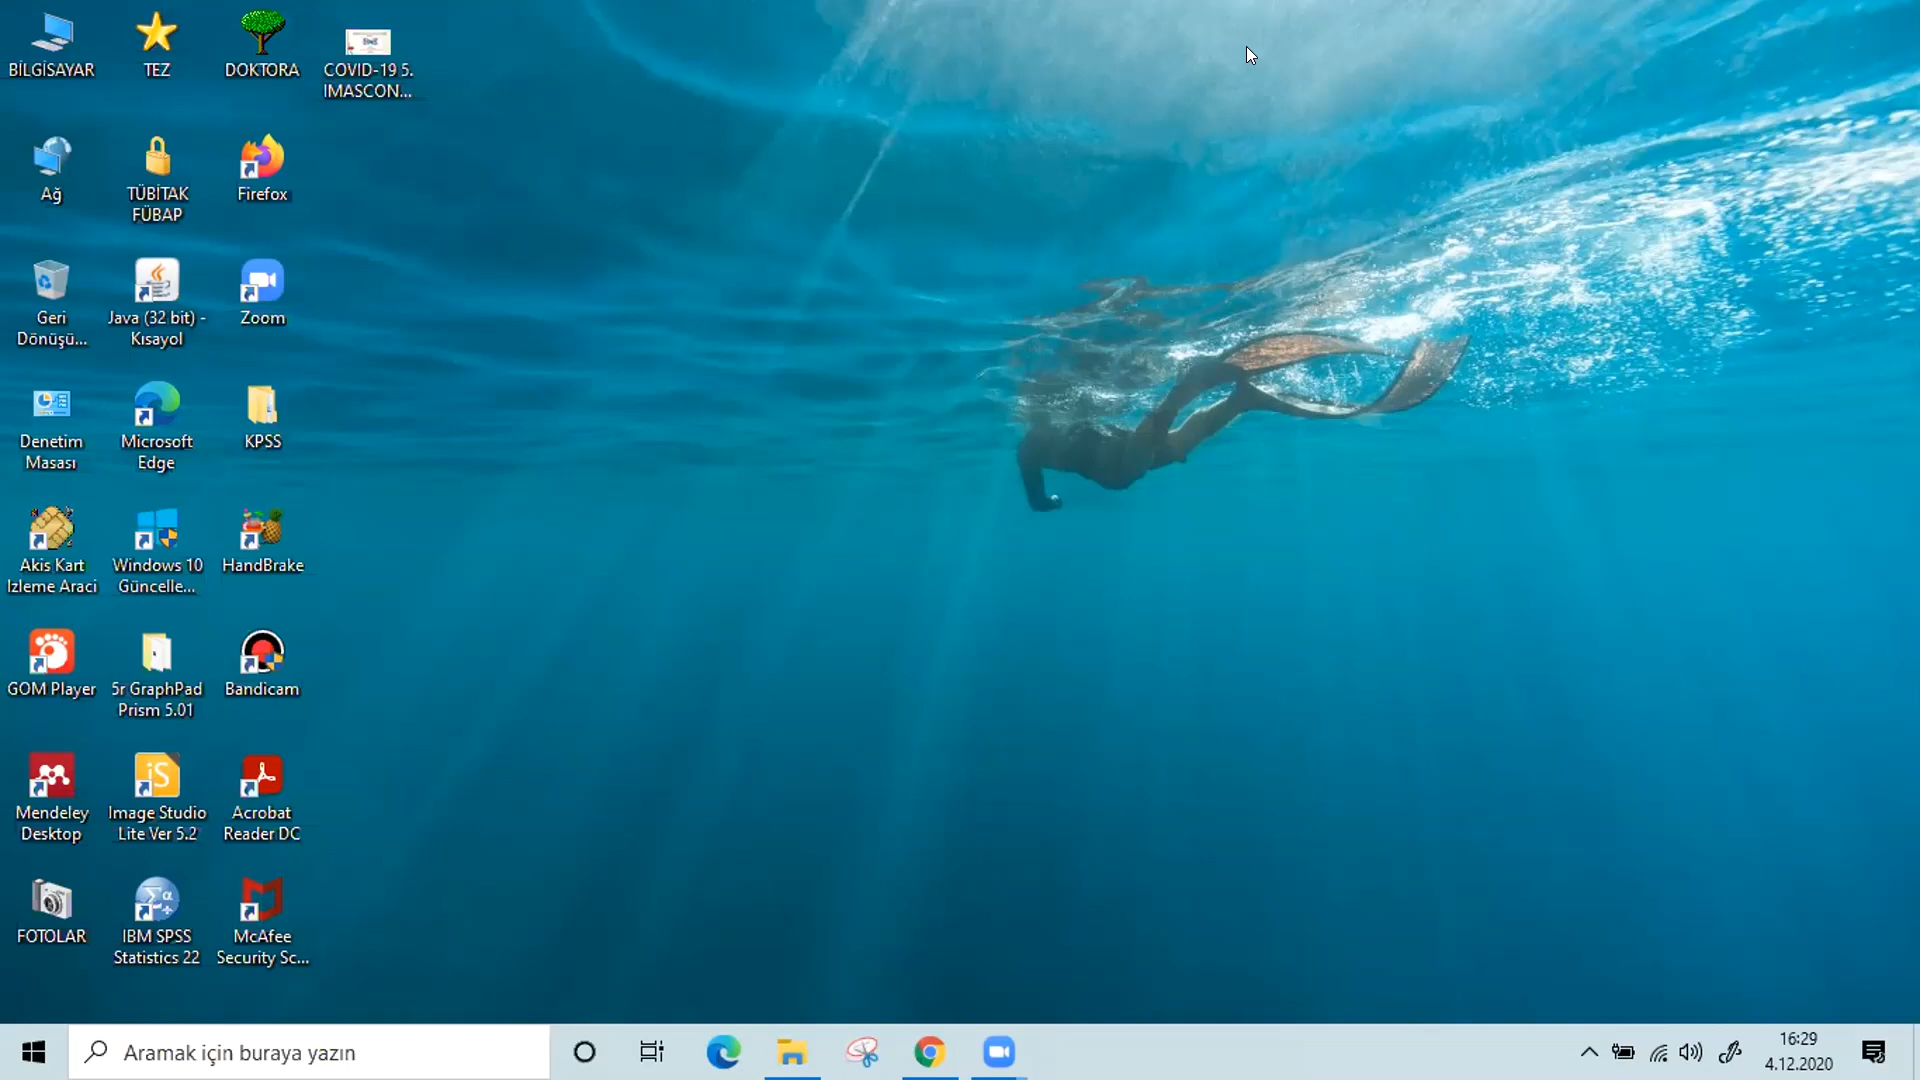 BİLGİSAYAR
TEZ
DOKTORA
COVID-19 5.
IMASCON...
Ağ
TÜBİTAK
FÜBAP
Firefox
Geri
Dönüşü...
Java (32 bit) -
Kısayol
Zoom
Denetim
Masası
Microsoft
Edge
KPSS
Akis Kart
Izleme Araci
Windows 10
Güncelle...
HandBrake
GOM Player
5r GraphPad
Prism 5.01
Bandicam
Mendeley
Desktop
iS
Image Studio
Lite Ver 5.2
Acrobat
Reader DC
FOTOLAR
IBM SPSS
Statistics 22
McAfee
Security Sc...
Aramak için buraya yazın
16:29
4.12.2020